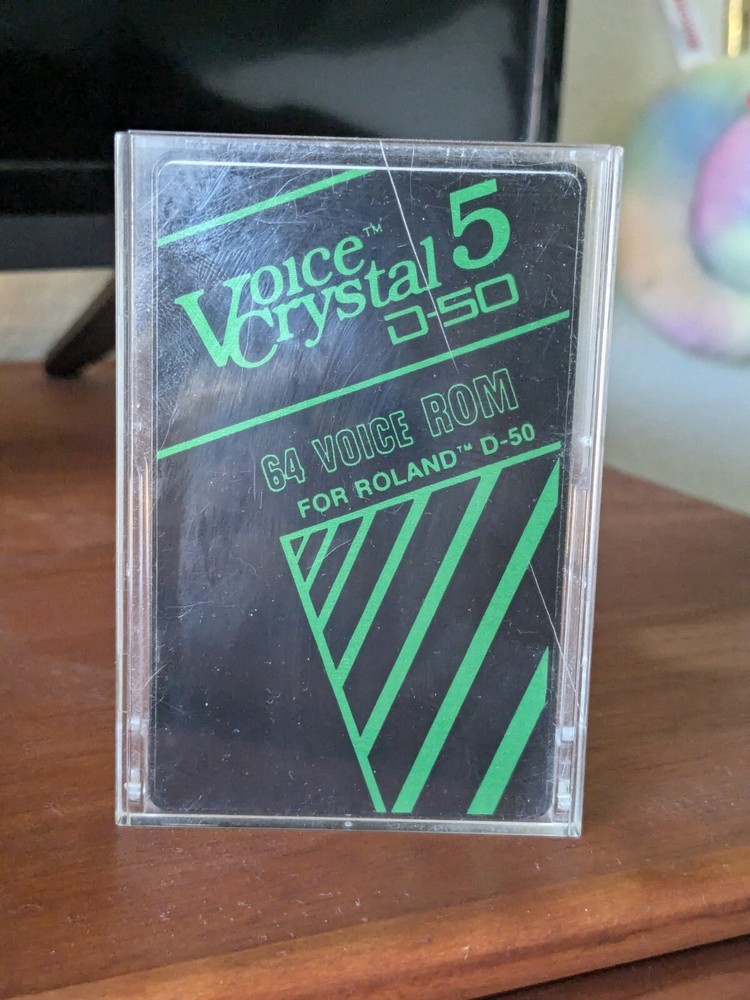 Voice™
Crystal 5
D-50
64 VOICE ROM
FOR ROLAND™ D-50